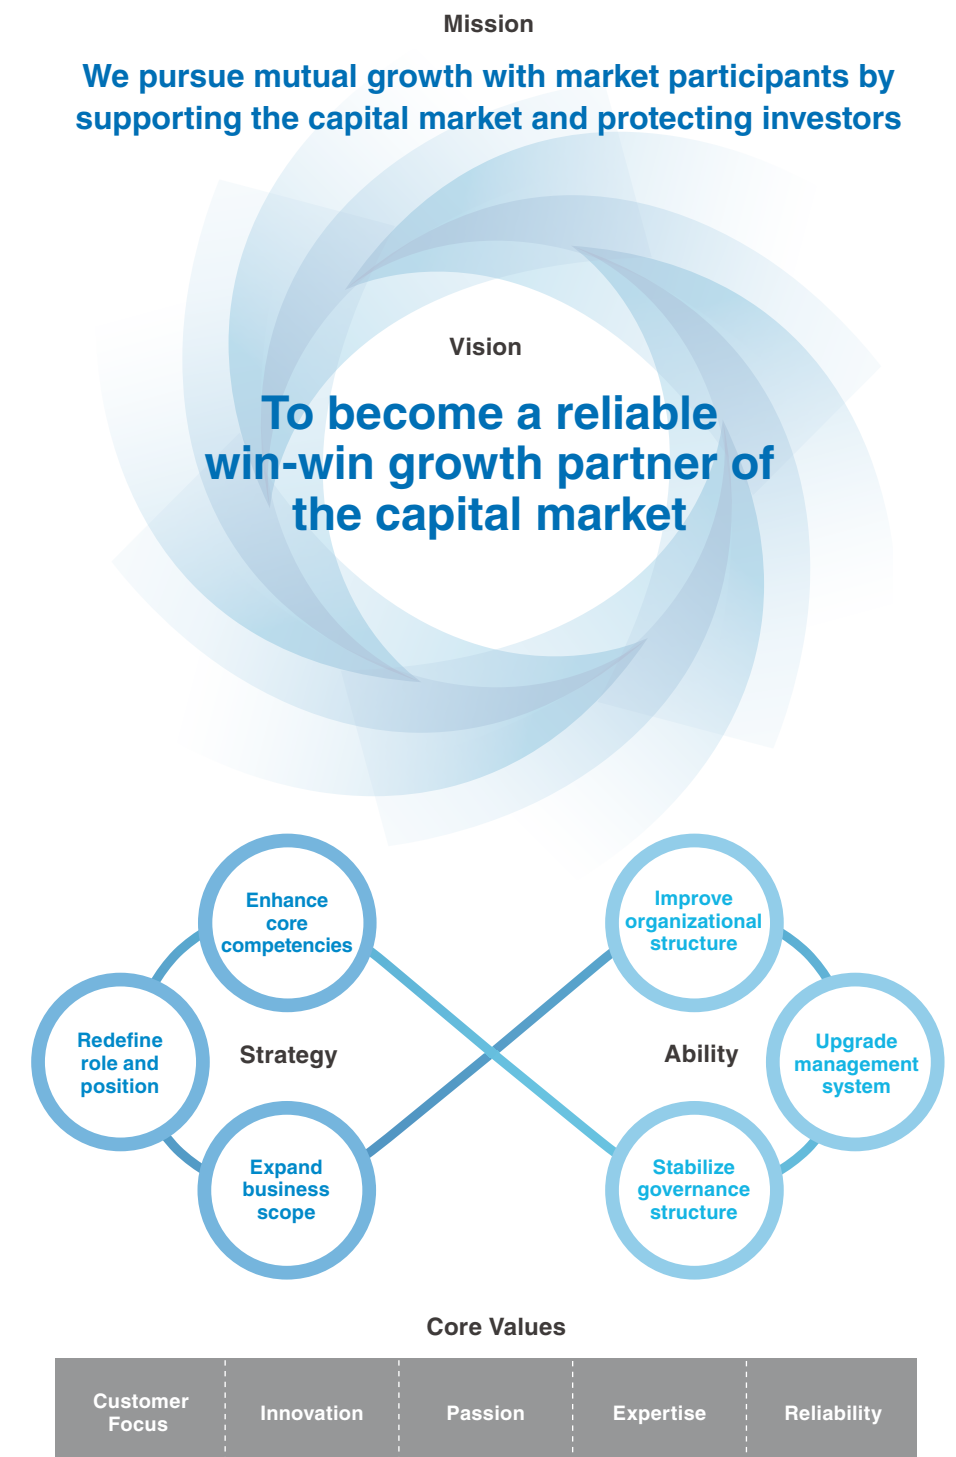 Mission
We pursue mutual growth with market participants by
supporting the capital market and protecting investors
Vision
To become a reliable
win-win growth partner of
the capital market
Enhance
core
competencies
Redefine
role and
position
Strategy
Expand
business
scope
Improve
organizational
structure
Ability
Upgrade
management
system
Stabilize
governance
structure
Core Values
Customer
Focus
Innovation
Passion
Expertise
Reliability